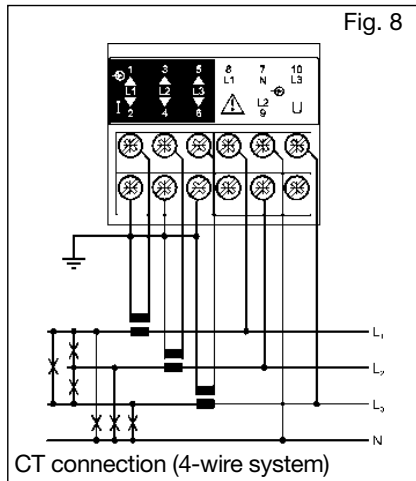 Fig. 8
1 3 5 8 7 10
L1 N L3
L1 L2 L3
I L2 U
2 4 6 9
L1
L2
L3
N
CT connection (4-wire system)